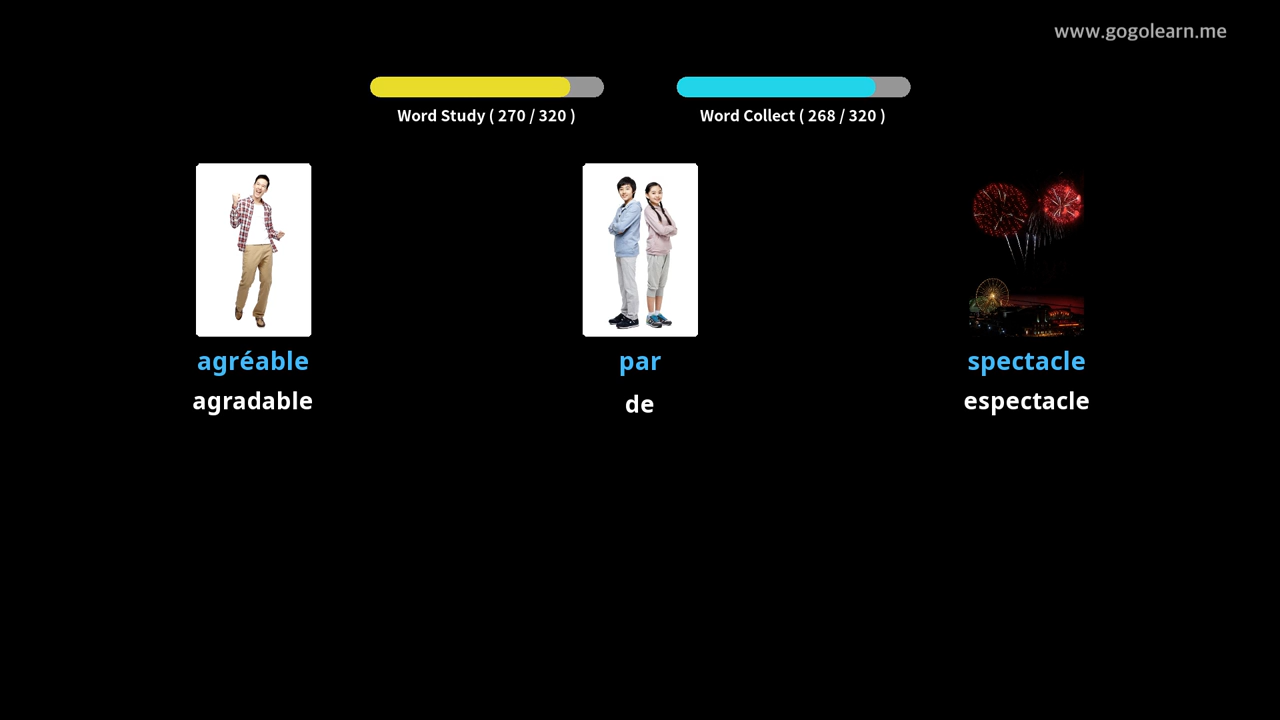 www.gogolearn.me
Word Study ( 270 / 320 )
Word Collect ( 268 / 320 )
agréable
agradable
par
de
spectacle
espectacle